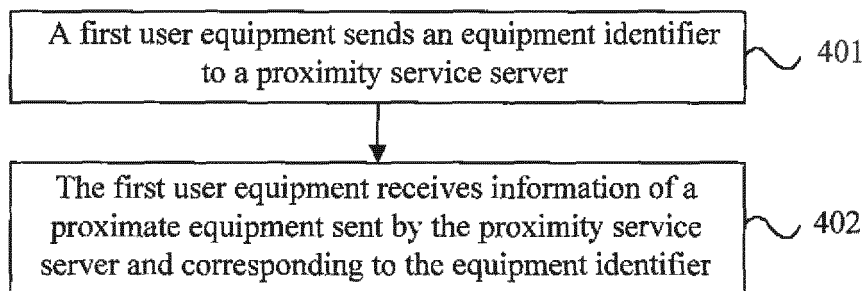 A first user equipment sends an equipment identifier
to a proximity service server
401
The first user equipment receives information of a
proximate equipment sent by the proximity service
server and corresponding to the equipment identifier
402